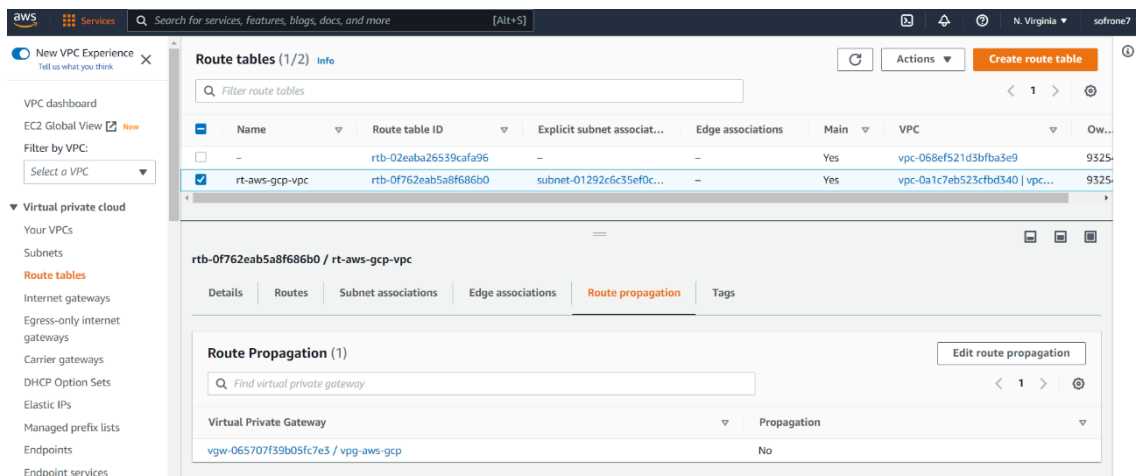 aws Services Search for services, features, blogs, docs, and more [Alt+S] N. Virginia ▼ sofrone7
New VPC Experience
Tell us what you think
VPC dashboard
EC2 Global View New
Filter by VPC:
Select a VPC
Virtual private cloud
Your VPCs
Subnets
Route tables
Internet gateways
Egress-only internet
gateways
Carrier gateways
DHCP Option Sets
Elastic IPs
Managed prefix lists
Endpoints
Endpoint services
Route tables (1/2) Info Actions ▼ Create route table
Filter route tables 1
Name Route table ID Explicit subnet associat... Edge associations Main VPC Ow...
– rtb-02eaba26539cafa96 – – Yes vpc-068ef521d3bfba3e9 9325
rt-aws-gcp-vpc rtb-0f762eab5a8f686b0 subnet-01292c6c35ef0c... – Yes vpc-0a1c7eb523cfbd340 | vpc... 9325
rtb-0f762eab5a8f686b0 / rt-aws-gcp-vpc
Details Routes Subnet associations Edge associations Route propagation Tags
Route Propagation (1) Edit route propagation
Find virtual private gateway 1
Virtual Private Gateway Propagation
vgw-065707f39b05fc7e3 / vpg-aws-gcp No